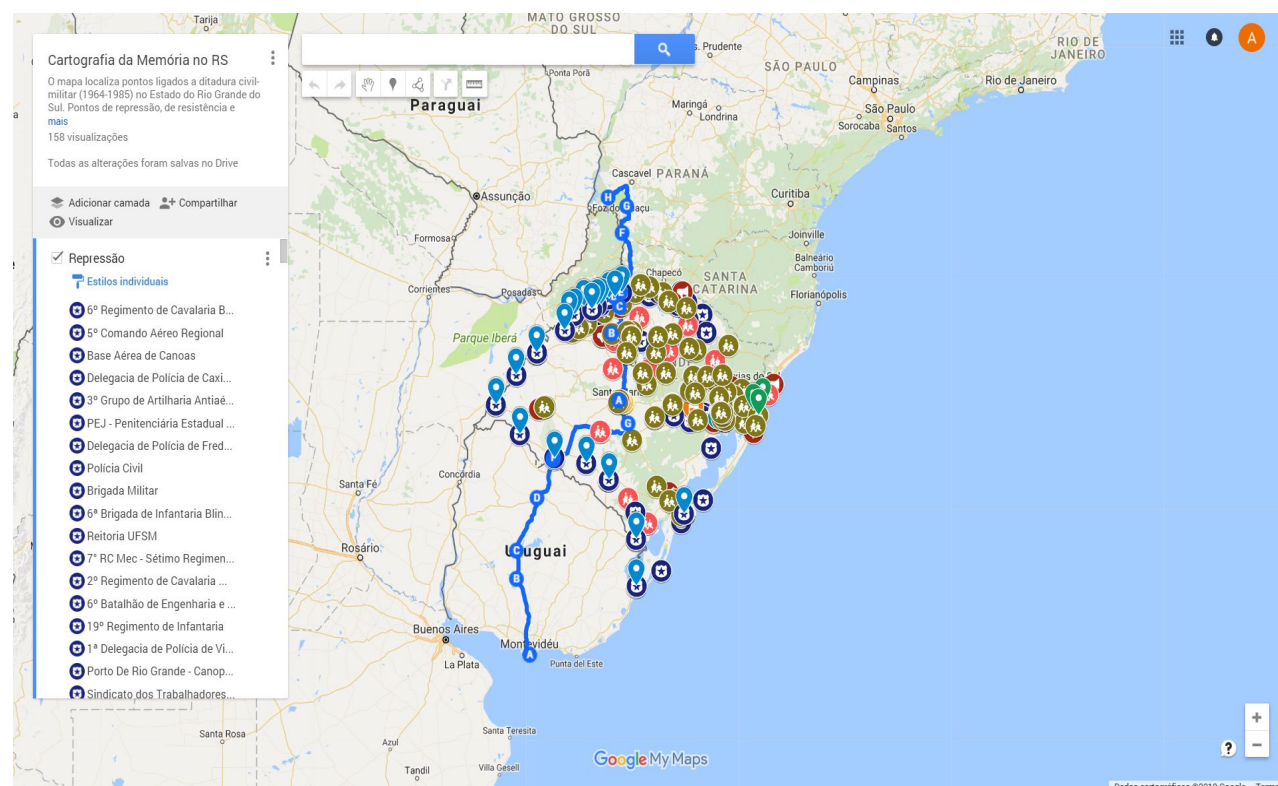 Cartografia da Memória no RS
O mapa localiza pontos ligados a ditadura civil-
militar (1964-1985) no Estado do Rio Grande do
Sul. Pontos de repressão, de resistência e
mais
158 visualizações
Todas as alterações foram salvas no Drive
Adicionar camada
Compartilhar
Visualizar
Repressão
Estilos individuais
6º Regimento de Cavalaria B...
5º Comando Aéreo Regional
Base Aérea de Canoas
Delegacia de Polícia de Caxi...
3º Grupo de Artilharia Antiaé...
PEJ - Penitenciária Estadual ...
Delegacia de Polícia de Fred...
Polícia Civil
Brigada Militar
6ª Brigada de Infantaria Blin...
Reitoria UFSM
7° RC Mec - Sétimo Regimen...
2º Regimento de Cavalaria ...
6º Batalhão de Engenharia e ...
19º Regimento de Infantaria
1ª Delegacia de Polícia de Vi...
Porto De Rio Grande - Canop...
Sindicato dos Trabalhadores...
A
Tarija
MATO GROSSO
DO SUL
Prudente
RIO DE
JANEIRO
SÃO PAULO
Ponta Porã
Campinas
Rio de Janeiro
Paraguai
Maringá
Londrina
São Paulo
Sorocaba
Santos
Cascavel
PARANÁ
Assunção
Curitiba
H
G
F
Formosa
Joinville
Balneário
Camboriú
Chapecó
SANTA
CATARINA
Corrientes
Posadas
Florianópolis
C
B
Parque Iberá
A
G
Concórdia
Santa Fé
D
Rosário
Uruguai
C
B
Buenos Aires
Montevidéu
A
La Plata
Punta del Este
Santa Rosa
Azul
Santa Teresita
Tandil
Villa Gesell
Google My Maps
+
?
−